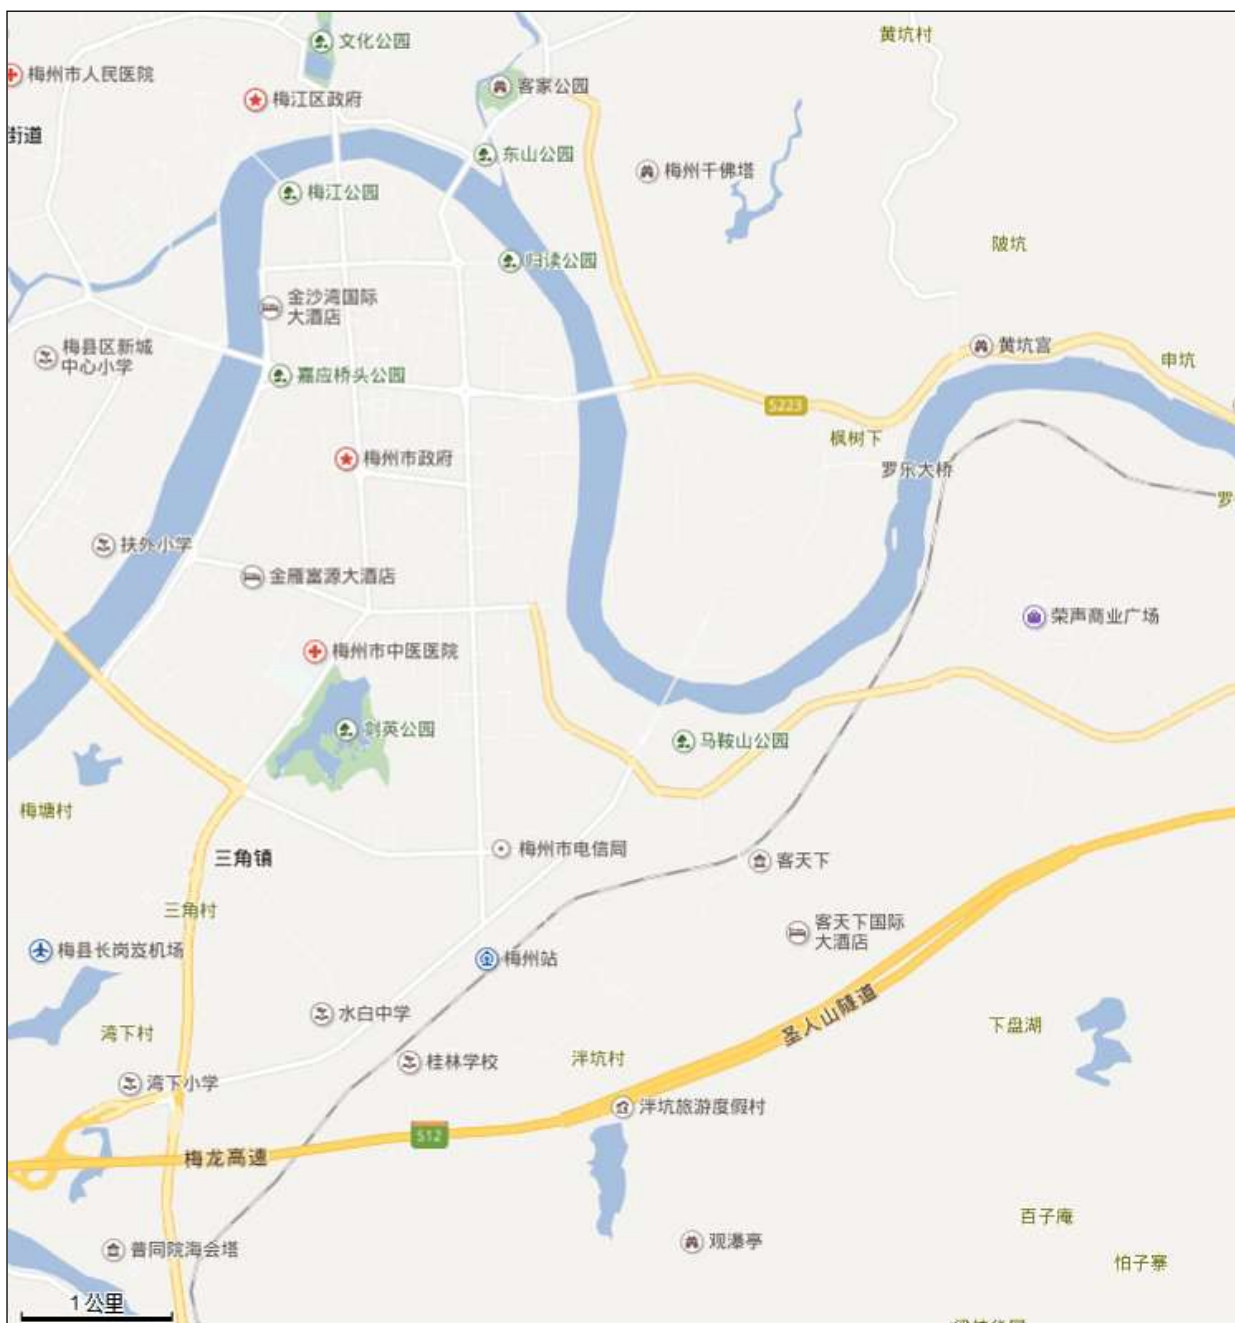 文化公园
黄坑村
梅州市人民医院
客家公园
梅江区政府
街道
东山公园
梅州千佛塔
梅江公园
陂坑
归读公园
金沙湾国际
大酒店
梅县区新城
中心小学
黄坑宫
申坑
嘉应桥头公园
S223
枫树下
梅州市政府
罗乐大桥
罗
扶外小学
金雁富源大酒店
荣声商业广场
梅州市中医医院
剑英公园
马鞍山公园
梅塘村
梅州市电信局
三角镇
客天下
三角村
客天下国际
大酒店
梅县长岗岌机场
梅州站
圣人山隧道
水白中学
下盘湖
湾下村
桂林学校
泮坑村
湾下小学
泮坑旅游度假村
S12
梅龙高速
百子庵
观瀑亭
普同院海会塔
怕子寨
1 公里